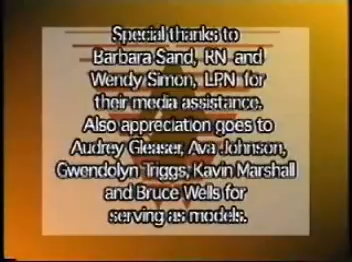 Special thanks to
Barbara Sand, RN and
Wendy Simon, LPN for
their media assistance.
Also appreciation goes to
Audrey Gleaser, Ava Johnson,
Gwendolyn Triggs, Kavin Marshall
and Bruce Wells for
serving as models.